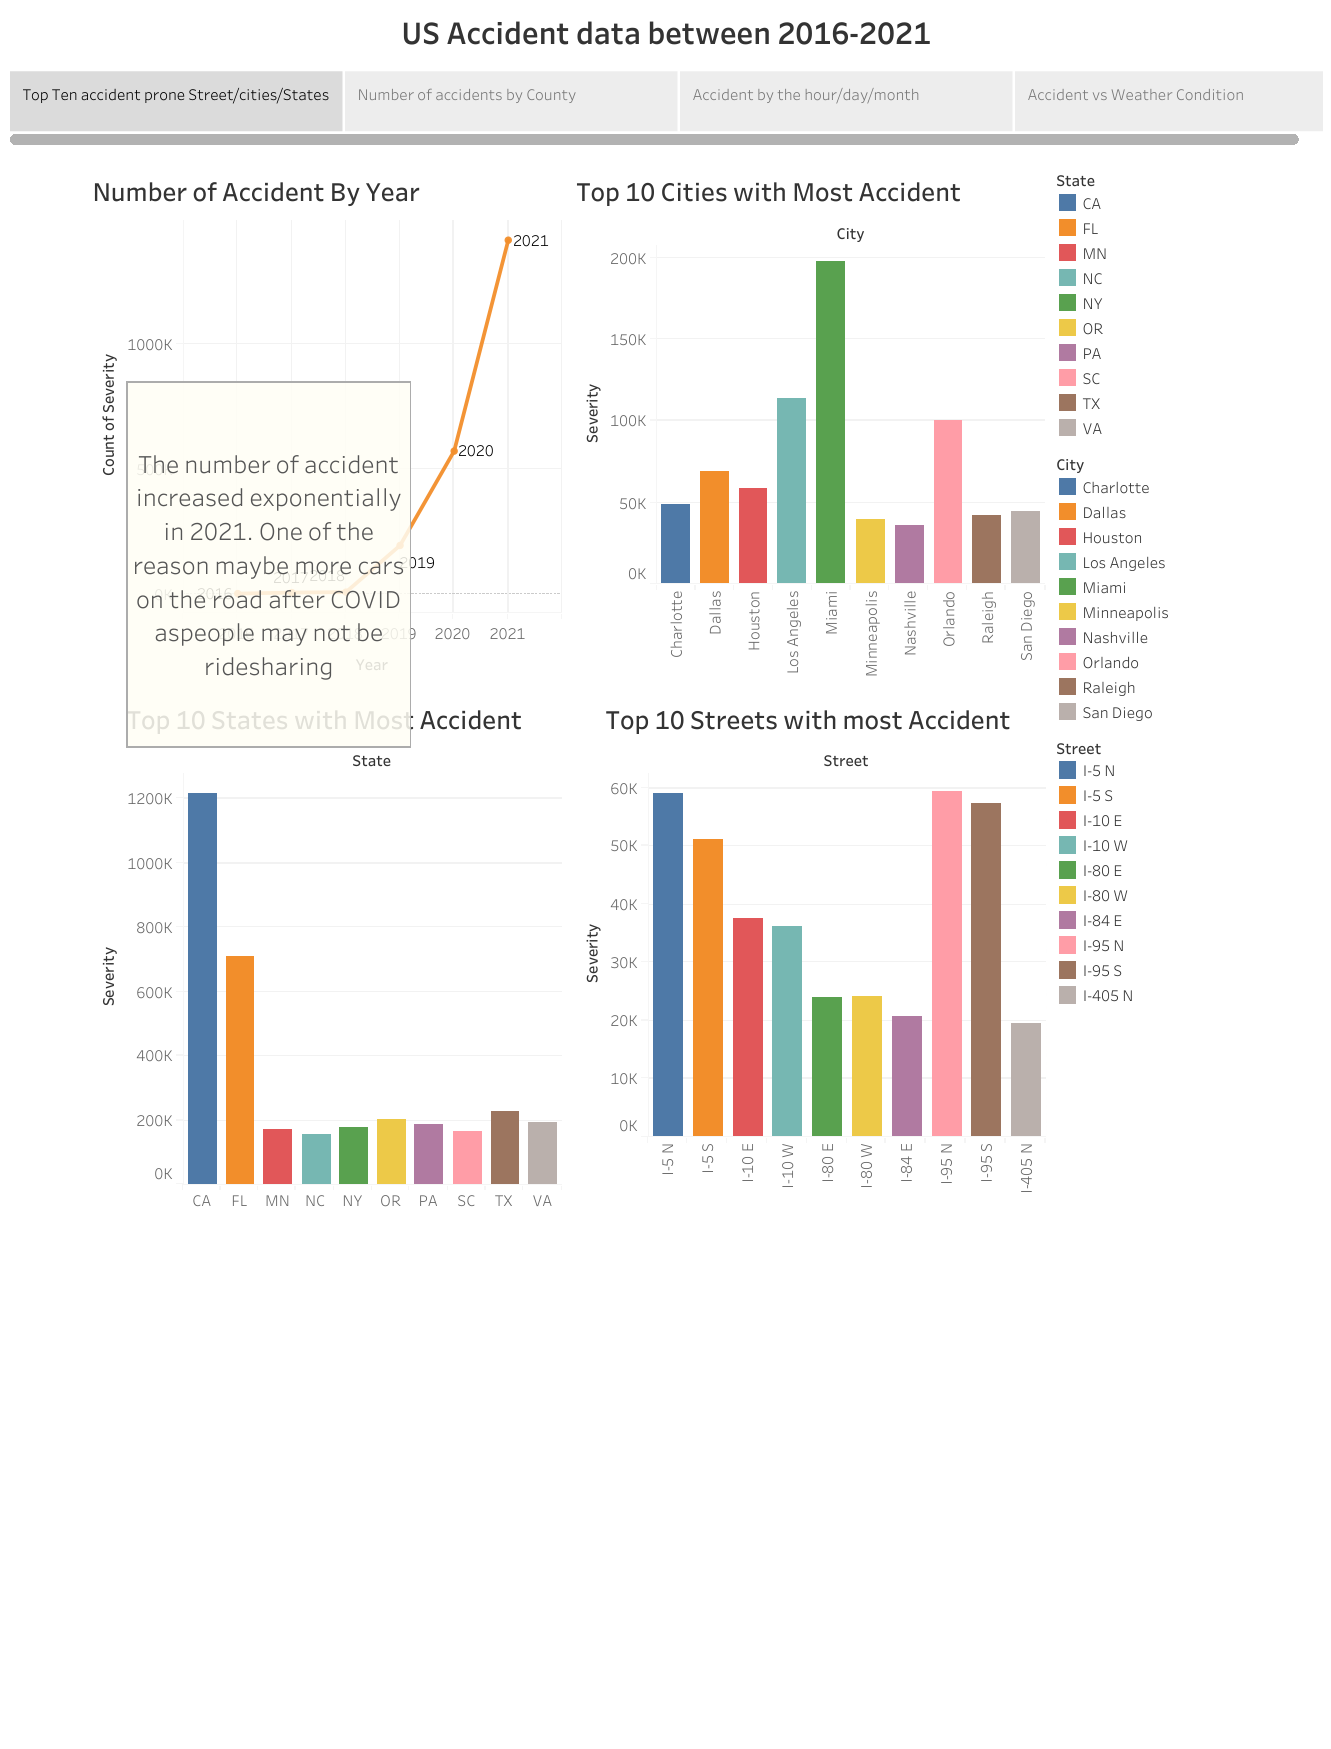 US Accident data between 2016-2021
Top Ten accident prone Street/cities/States
Number of accidents by County
Accident by the hour/day/month
Accident vs Weather Condition
Number of Accident By Year
Count of Severity
1000K
2021
2020
2019
2017
2018
2016
The number of accident
increased exponentially
in 2021. One of the
reason maybe more cars
on the road after COVID
aspeople may not be
ridesharing
2019
2020
2021
Year
Top 10 Cities with Most Accident
City
Severity
200K
150K
100K
50K
0K
Charlotte
Dallas
Houston
Los Angeles
Miami
Minneapolis
Nashville
Orlando
Raleigh
San Diego
State
CA
FL
MN
NC
NY
OR
PA
SC
TX
VA
City
Charlotte
Dallas
Houston
Los Angeles
Miami
Minneapolis
Nashville
Orlando
Raleigh
San Diego
Street
I-5 N
I-5 S
I-10 E
I-10 W
I-80 E
I-80 W
I-84 E
I-95 N
I-95 S
I-405 N
Top 10 States with Most Accident
State
Severity
1200K
1000K
800K
600K
400K
200K
0K
CA
FL
MN
NC
NY
OR
PA
SC
TX
VA
Top 10 Streets with most Accident
Street
Severity
60K
50K
40K
30K
20K
10K
0K
I-5 N
I-5 S
I-10 E
I-10 W
I-80 E
I-80 W
I-84 E
I-95 N
I-95 S
I-405 N